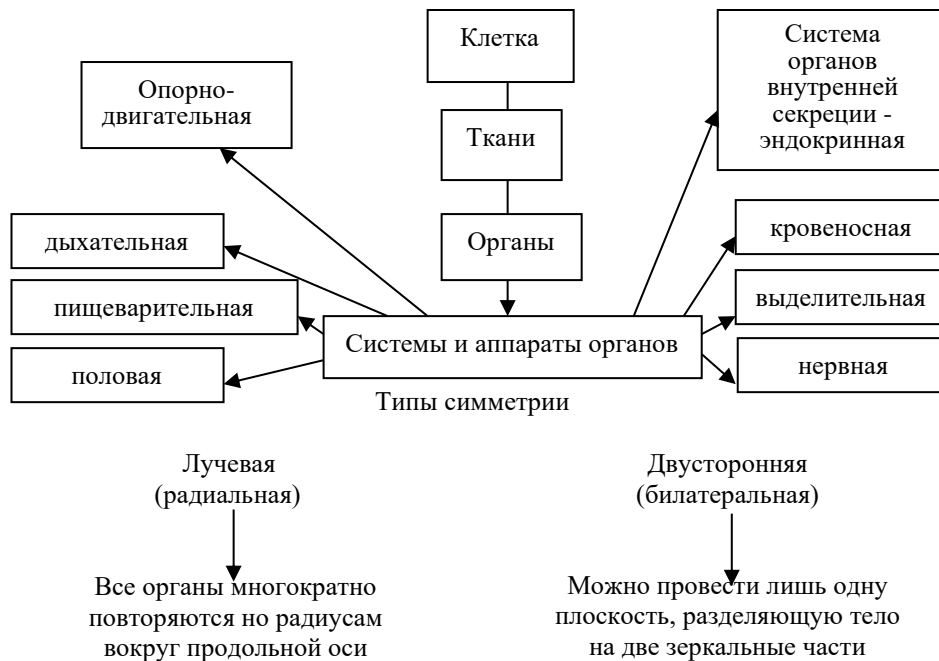 Клетка
Система
органов
внутренней
секреции -
эндокринная
Опорно-
двигательная
Ткани
Органы
дыхательная
кровеносная
пищеварительная
выделительная
Системы и аппараты органов
половая
нервная
Типы симметрии
Лучевая
(радиальная)
Двусторонняя
(билатеральная)
Все органы многократно
повторяются но радиусам
вокруг продольной оси
Можно провести лишь одну
плоскость, разделяющую тело
на две зеркальные части